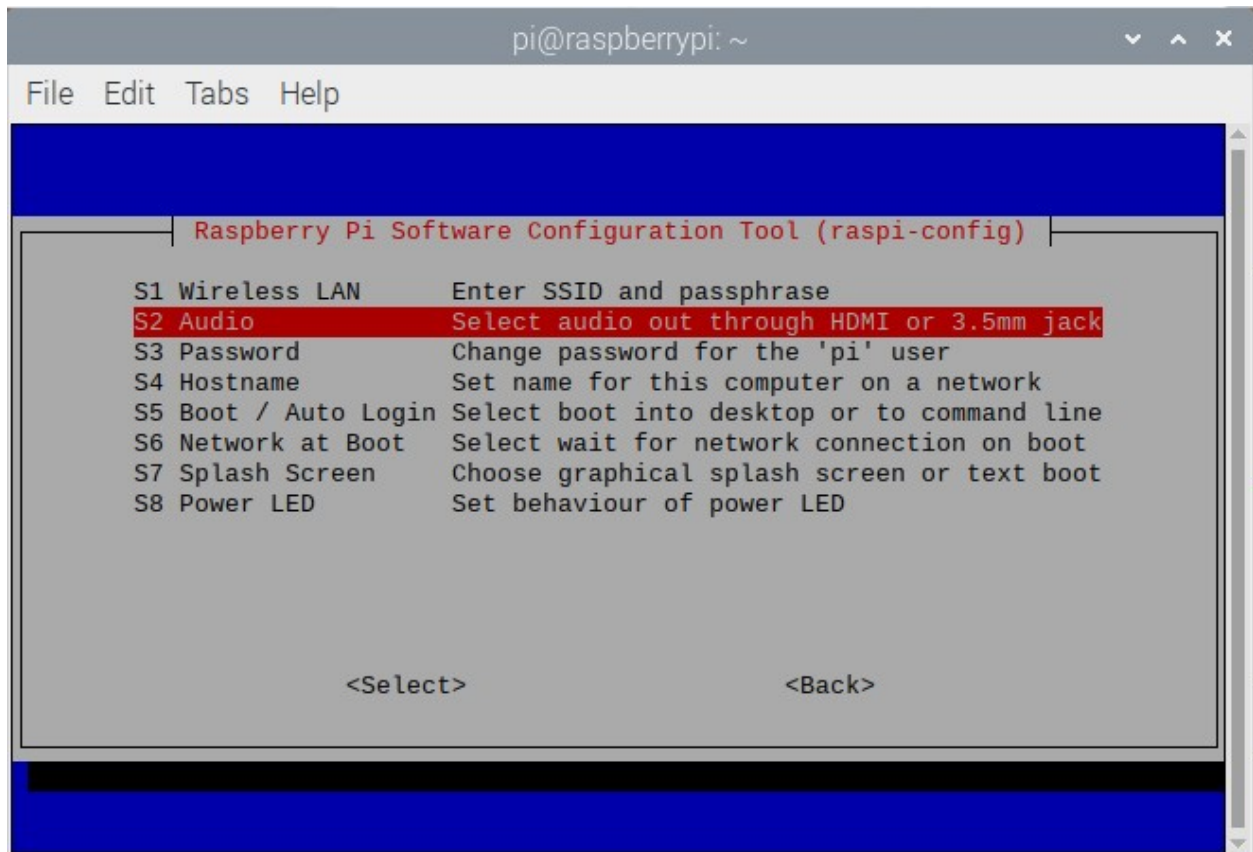 pi@raspberrypi: ~
File Edit Tabs Help
Raspberry Pi Software Configuration Tool (raspi-config)
S1 Wireless LAN Enter SSID and passphrase
S2 Audio Select audio out through HDMI or 3.5mm jack
S3 Password Change password for the 'pi' user
S4 Hostname Set name for this computer on a network
S5 Boot / Auto Login Select boot into desktop or to command line
S6 Network at Boot Select wait for network connection on boot
S7 Splash Screen Choose graphical splash screen or text boot
S8 Power LED Set behaviour of power LED
<Select> <Back>